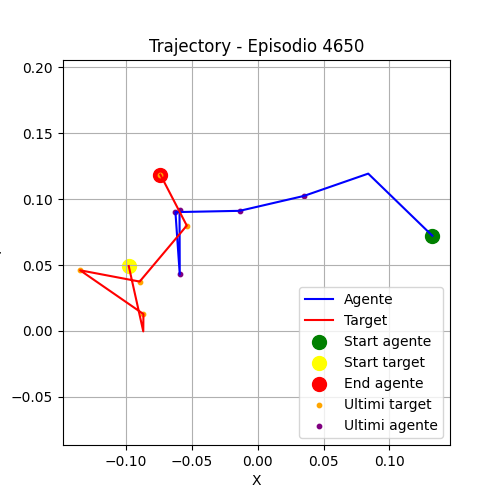 Trajectory - Episodio 4650
0.20
0.15
0.10
0.05
0.00
−0.05
−0.10
−0.05
0.00
0.05
0.10
X
Agente
Target
Start agente
Start target
End agente
Ultimi target
Ultimi agente